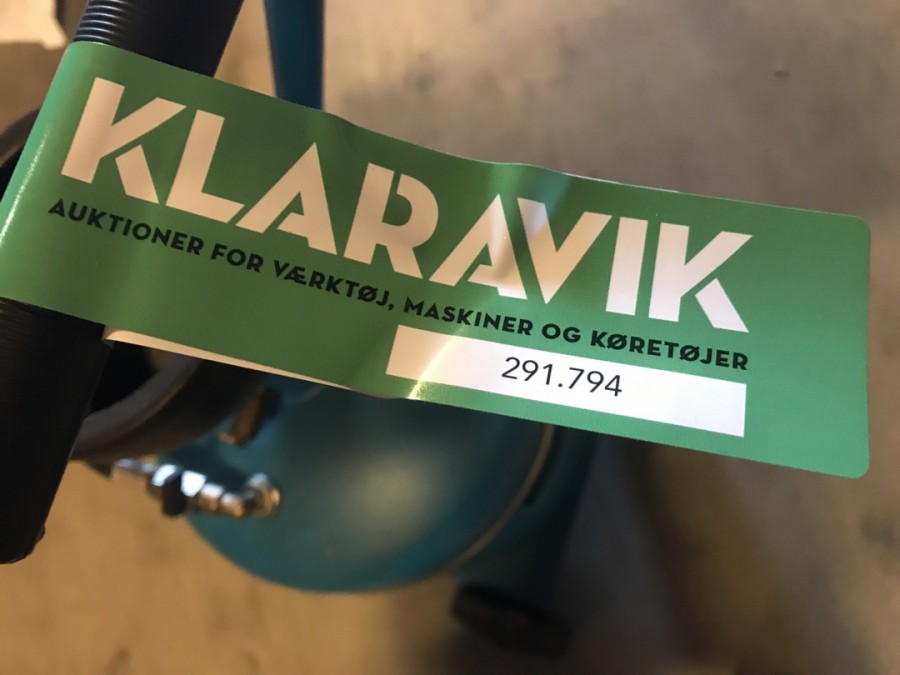 KLARAVIK
AUKTIONER FOR VÆRKTØJ, MASKINER OG KØRETØJER
291.794